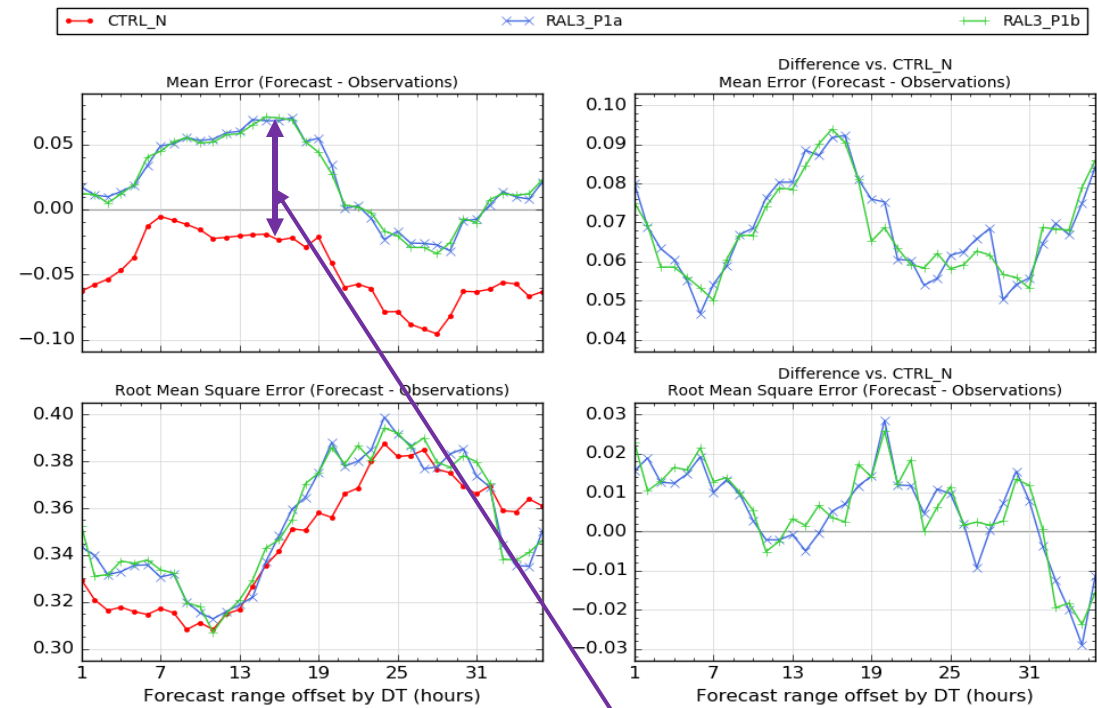 CTRL_N RAL3_P1a RAL3_P1b
Mean Error (Forecast - Observations)
0.05
0.00
−0.05
−0.10
Difference vs. CTRL_N
Mean Error (Forecast - Observations)
0.10
0.09
0.08
0.07
0.06
0.05
0.04
Root Mean Square Error (Forecast - Observations)
0.40
0.38
0.36
0.34
0.32
0.30
1 7 13 19 25 31
Forecast range offset by DT (hours)
Difference vs. CTRL_N
Root Mean Square Error (Forecast - Observations)
0.03
0.02
0.01
0.00
−0.01
−0.02
−0.03
1 7 13 19 25 31
Forecast range offset by DT (hours)